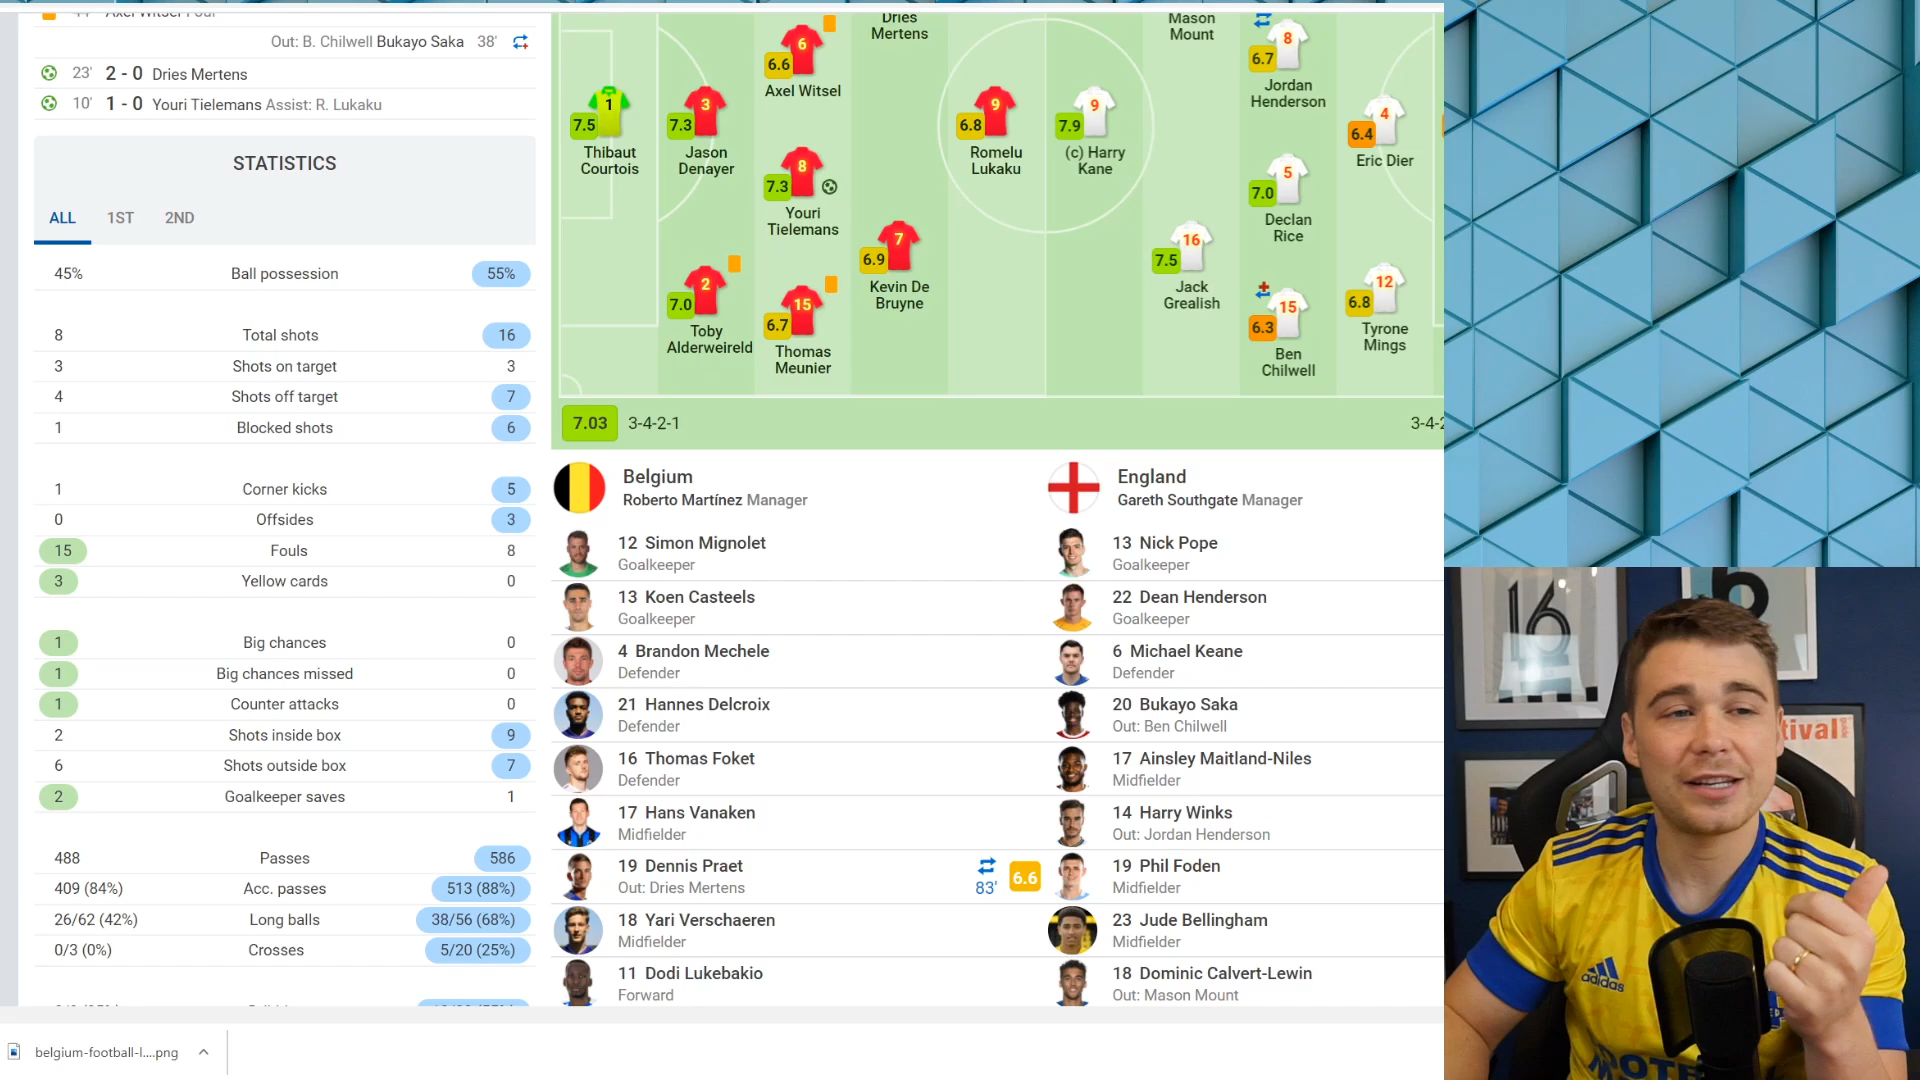 44' Axel Witsel Foul
Out: B. Chilwell Bukayo Saka 38'
23' 2 - 0 Dries Mertens
10' 1 - 0 Youri Tielemans Assist: R. Lukaku
STATISTICS
ALL 1ST 2ND
45% Ball possession 55%
8 Total shots 16
3 Shots on target 3
4 Shots off target 7
1 Blocked shots 6
1 Corner kicks 5
0 Offsides 3
15 Fouls 8
3 Yellow cards 0
1 Big chances 0
1 Big chances missed 0
1 Counter attacks 0
2 Shots inside box 9
6 Shots outside box 7
2 Goalkeeper saves 1
488 Passes 586
409 (84%) Acc. passes 513 (88%)
26/62 (42%) Long balls 38/56 (68%)
0/3 (0%) Crosses 5/20 (25%)
belgium-football-l....png
1
7.5
Thibaut
Courtois
3
7.3
Jason
Denayer
2
7.0
Toby
Alderweireld
6
6.6
Axel Witsel
8
7.3
Youri
Tielemans
15
6.7
Thomas
Meunier
Dries
Mertens
7
6.9
Kevin De
Bruyne
9
6.8
Romelu
Lukaku
9
7.9
(c) Harry
Kane
Mason
Mount
16
7.5
Jack
Grealish
8
6.7
Jordan
Henderson
5
7.0
Declan
Rice
15
6.3
Ben
Chilwell
4
6.4
Eric Dier
12
6.8
Tyrone
Mings
7.03 3-4-2-1
3-4-2
Belgium
Roberto Martínez Manager
12 Simon Mignolet
Goalkeeper
13 Koen Casteels
Goalkeeper
4 Brandon Mechele
Defender
21 Hannes Delcroix
Defender
16 Thomas Foket
Defender
17 Hans Vanaken
Midfielder
19 Dennis Praet
Out: Dries Mertens
83' 6.6
18 Yari Verschaeren
Midfielder
11 Dodi Lukebakio
Forward
England
Gareth Southgate Manager
13 Nick Pope
Goalkeeper
22 Dean Henderson
Goalkeeper
6 Michael Keane
Defender
20 Bukayo Saka
Out: Ben Chilwell
17 Ainsley Maitland-Niles
Midfielder
14 Harry Winks
Out: Jordan Henderson
19 Phil Foden
Midfielder
23 Jude Bellingham
Midfielder
18 Dominic Calvert-Lewin
Out: Mason Mount
16
6
tival
adidas